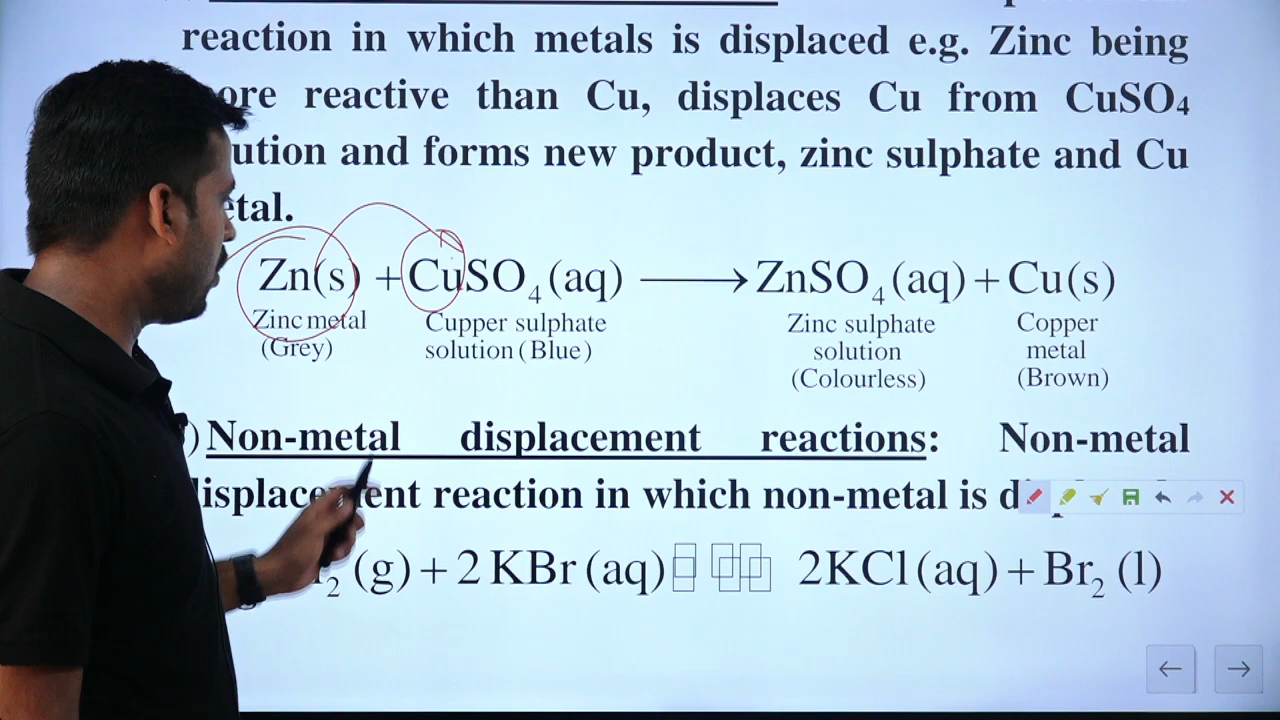 reaction in which metals is displaced e.g. Zinc being
ore reactive than Cu, displaces Cu from CuSO₄
ution and forms new product, zinc sulphate and Cu
etal.
Zn(s) + CuSO₄(aq) ⟶ ZnSO₄(aq) + Cu(s)
Zinc metal (Grey) Cupper sulphate solution (Blue) Zinc sulphate solution (Colourless) Copper metal (Brown)
) Non-metal displacement reactions: Non-metal
isplacement reaction in which non-metal is
₂(g) + 2KBr(aq) 2KCl(aq) + Br₂(l)